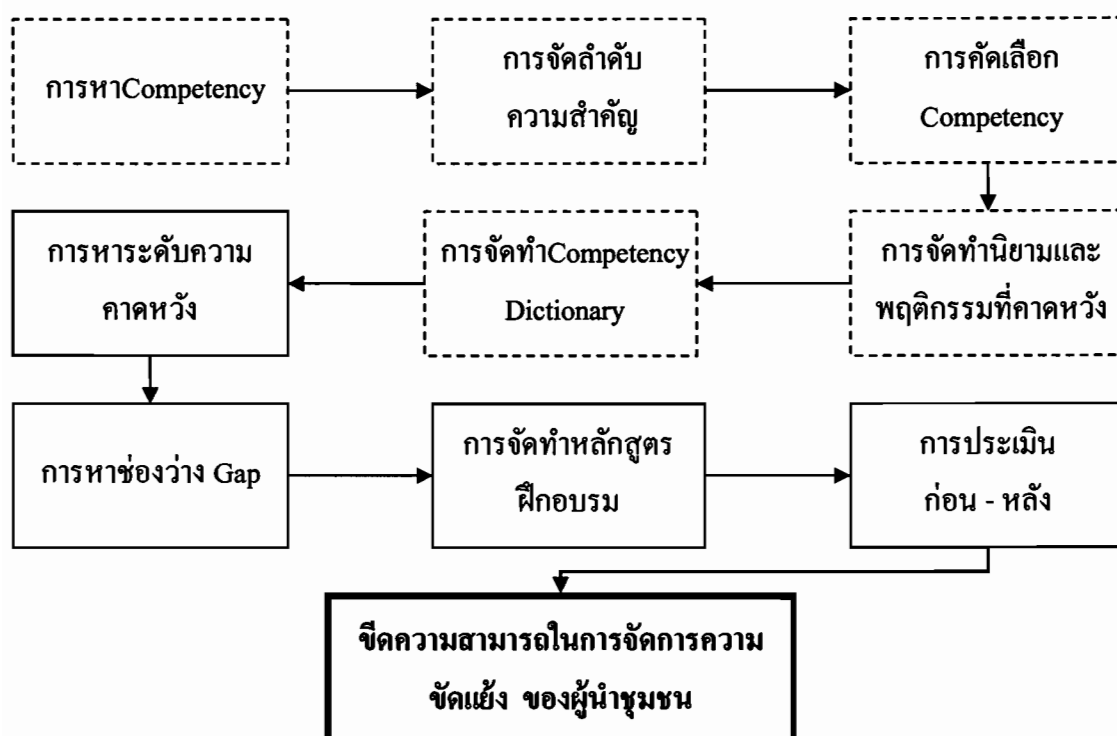 การหาCompetency
การจัดลำดับ
ความสำคัญ
การคัดเลือก
Competency
การจัดทำนิยามและ
พฤติกรรมที่คาดหวัง
การจัดทำCompetency
Dictionary
การหาระดับความ
คาดหวัง
การหาช่องว่าง Gap
การจัดทำหลักสูตร
ฝึกอบรม
การประเมิน
ก่อน - หลัง
ขีดความสามารถในการจัดการความ
ขัดแย้ง ของผู้นำชุมชน